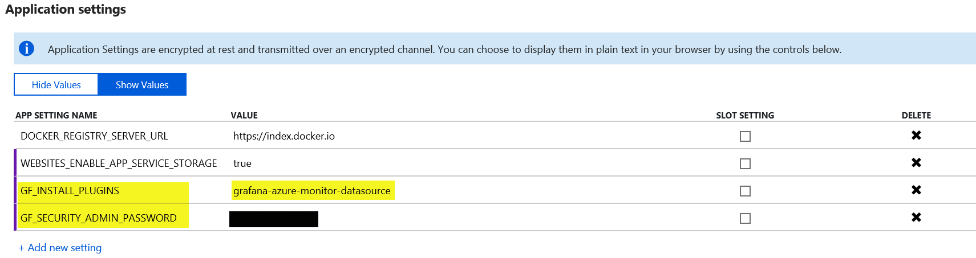 Application settings
Application Settings are encrypted at rest and transmitted over an encrypted channel. You can choose to display them in plain text in your browser by using the controls below.
Hide Values Show Values
APP SETTING NAME VALUE SLOT SETTING DELETE
DOCKER_REGISTRY_SERVER_URL https://index.docker.io
WEBSITES_ENABLE_APP_SERVICE_STORAGE true
GF_INSTALL_PLUGINS grafana-azure-monitor-datasource
GF_SECURITY_ADMIN_PASSWORD
+ Add new setting